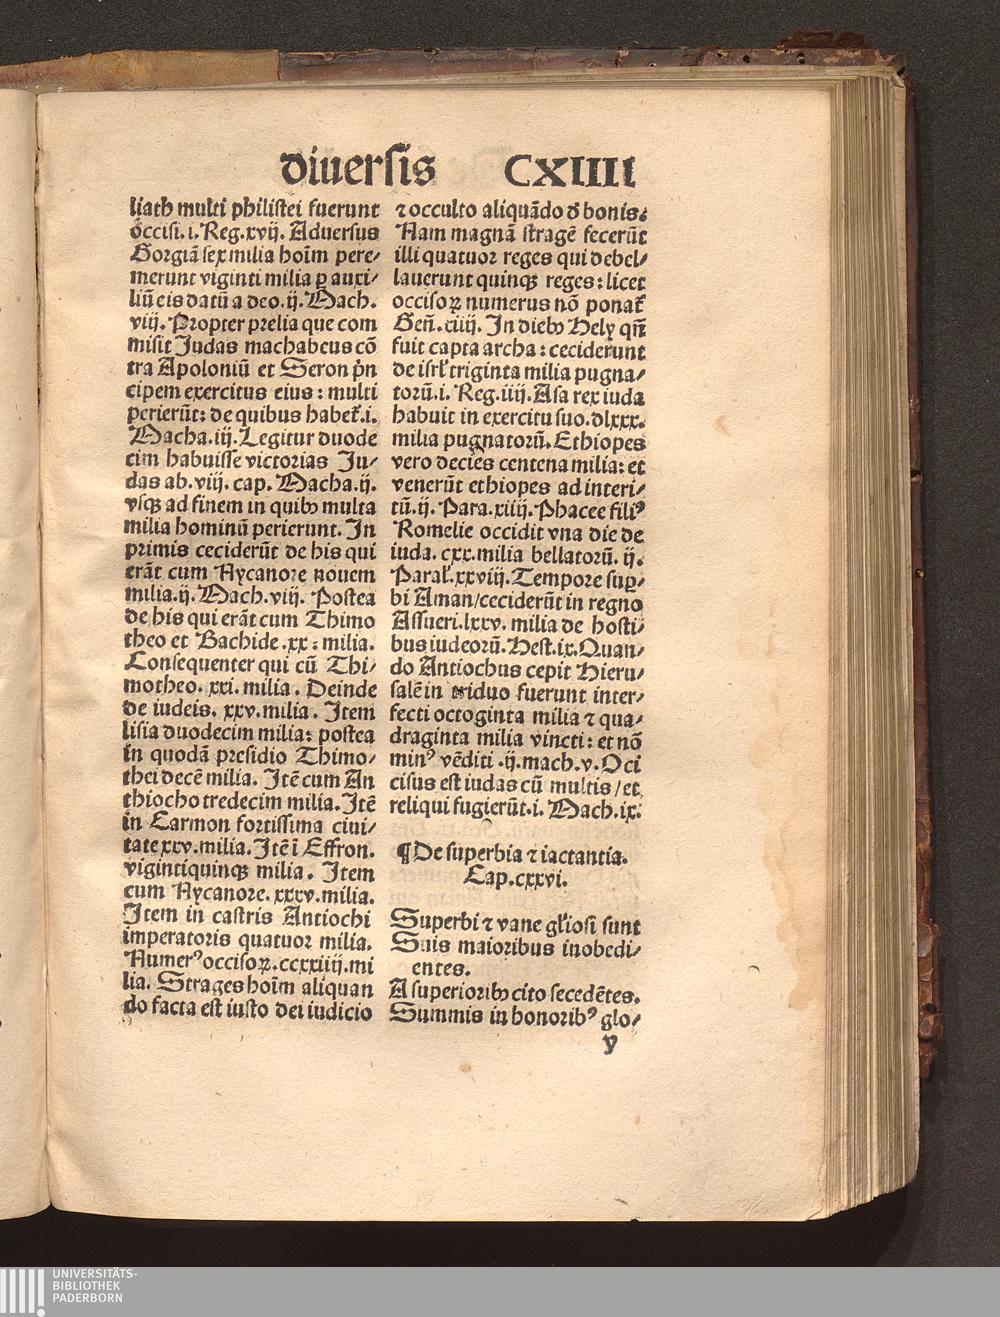 diuersis CXIIII
liath multi philistei fuerunt
occisi. i. Reg. xvij. Aduersus
Gorgiā sex milia hoīm pere⸗
merunt viginti milia ꝑ auxi⸗
liū eis datū a deo. ij. Mach.
viij. Propter prelia que com
misit Judas machabeus cō
tra Apoloniū et Seron p̄n
cipem exercitus eius : multi
perierūt: de quibus habet᷑. i.
Macha. iij. Legitur duode
cim habuisse victorias Ju⸗
das ab. viij. cap. Macha. ij.
vsqꝫ ad finem in quibꝰ multa
milia hominū perierunt. In
primis ceciderūt de his qui
erāt cum Nycanore nouem
milia. ij. Mach. viij. Postea
de his qui erāt cum Thimo
theo et Bachide .xx: milia.
Consequenter qui cū Thi⸗
motheo. xxi. milia. Deinde
de iudeis. xxv. milia. Item
lisia duodecim milia: postea
in quodā presidio Thimo⸗
thei decē milia. Itē cum An
thiocho tredecim milia. Itē
in Carmon fortissima ciui⸗
tate xxv. milia. Itē ī Effron.
vigintiquinqꝫ milia. Item
cum Nycanore. xxxv. milia.
Item in castris Antiochi
imperatoris quatuor milia.
Numerꝰ occisoꝝ. ccxxiiij. mi
lia. Strages hoīm aliquan
do facta est iusto dei iudicio
⁊ occulto aliquādo ꝺ̄ bonis.
Nam magnā stragē fecerūt
illi quatuor reges qui debel⸗
lauerunt quinqꝫ reges : licet
occisoꝝ numerus nō ponat᷑
Geñ. xiiij. In diebꝰ Hely qn̄
fuit capta archa : ceciderunt
de isrl̓ triginta milia pugna⸗
torū. i. Reg. iiij. Asa rex iuda
habuit in exercitu suo. dlxxx.
milia pugnatorū. Ethiopes
vero decies centena milia: et
venerūt ethiopes ad interi⸗
tū. ij. Para. xiiij. Phacee filiꝰ
Romelie occidit vna die de
iuda. cxx. milia bellatorū. ij.
Paral̓. xxviij. Tempore suꝑ⸗
bi Aman/ceciderūt in regno
Assueri. lxxv. milia de hosti⸗
bus iudeorū. Hest. ix. Quan⸗
do Antiochus cepit Hieru⸗
salē in triduo fuerunt inter⸗
fecti octoginta milia ⁊ qua⸗
draginta milia vincti: et nō
minꝰ vēditi .ij. mach. v. Oci
cisus est iudas cū multis / et
reliqui fugierūt. i. Mach. ix.
¶ De superbia ⁊ iactantia.
Cap. cxxvi.
Superbi ⁊ vane gl̓iosi sunt
Suis maioribus inobedi⸗
entes.
A superioribꝰ cito secedētes.
Summis in honoribꝰ glo⸗
y
UNIVERSITÄTS-
BIBLIOTHEK
PADERBORN